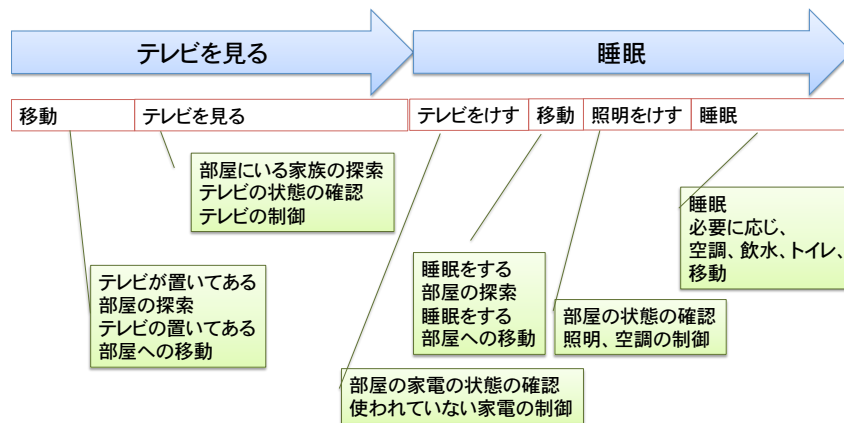 テレビを見る
睡眠
移動
テレビを見る
テレビをけす
移動
照明をけす
睡眠
部屋にいる家族の探索
テレビの状態の確認
テレビの制御
睡眠
必要に応じ、
空調、飲水、トイレ、
移動
テレビが置いてある
部屋の探索
テレビの置いてある
部屋への移動
睡眠をする
部屋の探索
睡眠をする
部屋への移動
部屋の状態の確認
照明、空調の制御
部屋の家電の状態の確認
使われていない家電の制御